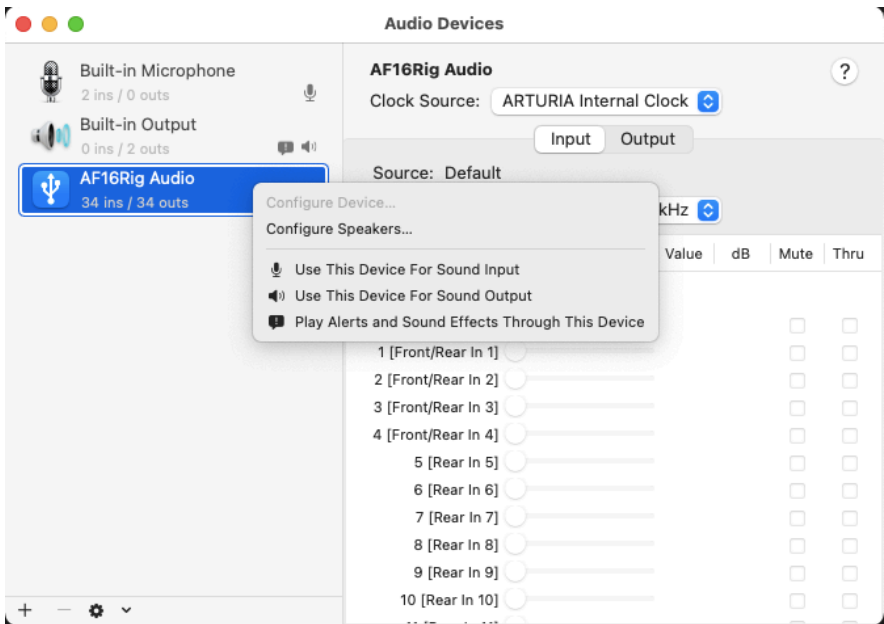 Audio Devices
Built-in Microphone
2 ins / 0 outs
Built-in Output
0 ins / 2 outs
AF16Rig Audio
34 ins / 34 outs
AF16Rig Audio
?
Clock Source: ARTURIA Internal Clock
Input Output
Source: Default
kHz
Value dB Mute Thru
Configure Device...
Configure Speakers...
Use This Device For Sound Input
Use This Device For Sound Output
Play Alerts and Sound Effects Through This Device
1 [Front/Rear In 1]
2 [Front/Rear In 2]
3 [Front/Rear In 3]
4 [Front/Rear In 4]
5 [Rear In 5]
6 [Rear In 6]
7 [Rear In 7]
8 [Rear In 8]
9 [Rear In 9]
10 [Rear In 10]